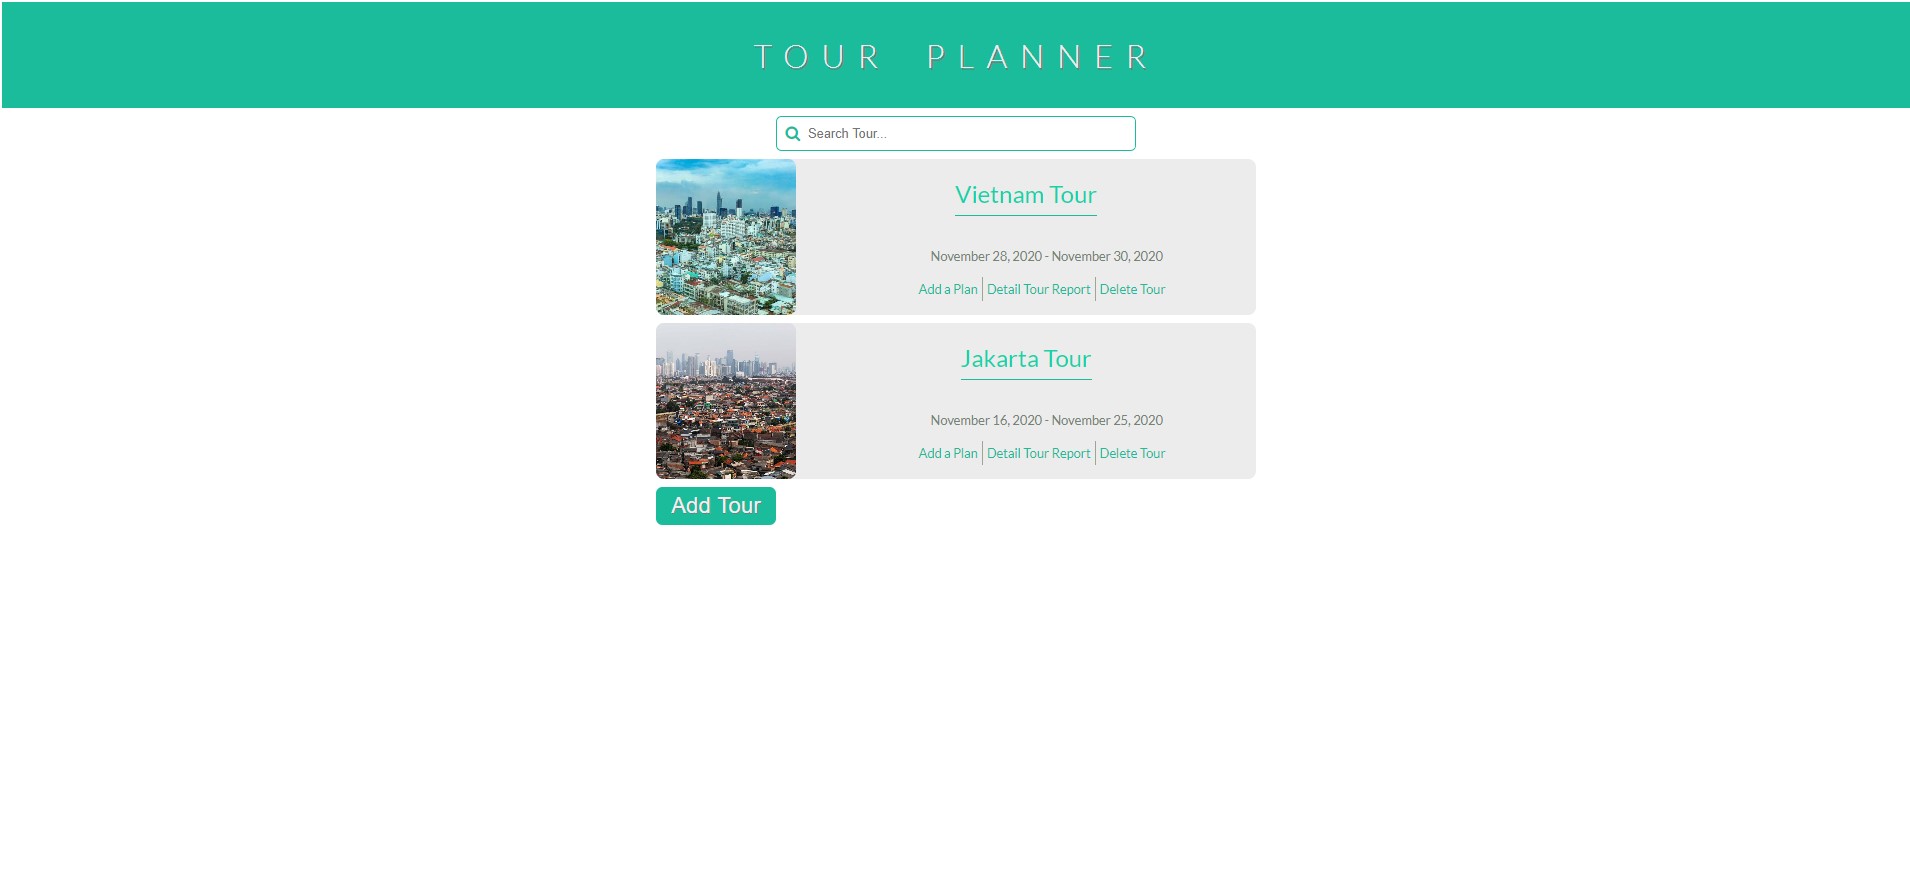 TOUR PLANNER
Search Tour...
Vietnam Tour
November 28, 2020 - November 30, 2020
Add a Plan Detail Tour Report Delete Tour
Jakarta Tour
November 16, 2020 - November 25, 2020
Add a Plan Detail Tour Report Delete Tour
Add Tour